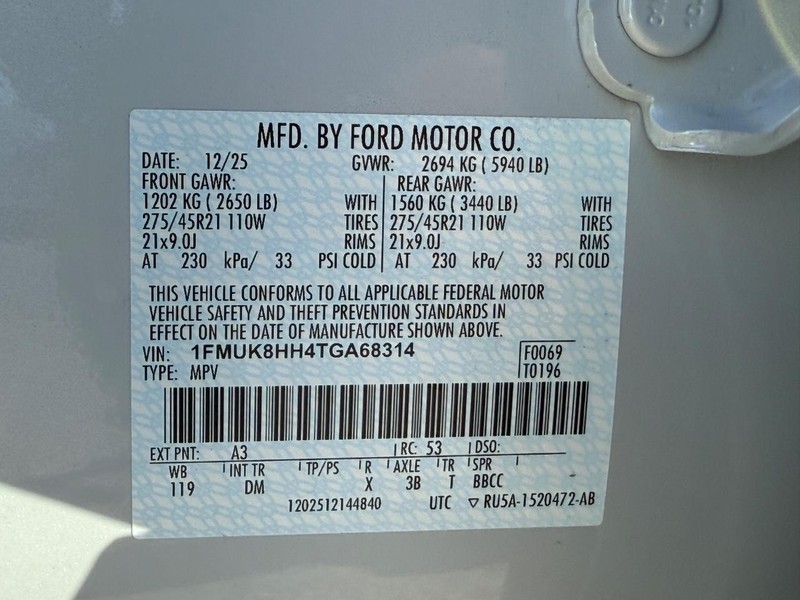 MFD. BY FORD MOTOR CO.
DATE: 12/25 GVWR: 2694 KG ( 5940 LB)
FRONT GAWR: REAR GAWR:
1202 KG ( 2650 LB) WITH 1560 KG ( 3440 LB) WITH
275/45R21 110W TIRES 275/45R21 110W TIRES
21x9.0J RIMS 21x9.0J RIMS
AT 230 kPa/ 33 PSI COLD AT 230 kPa/ 33 PSI COLD
THIS VEHICLE CONFORMS TO ALL APPLICABLE FEDERAL MOTOR
VEHICLE SAFETY AND THEFT PREVENTION STANDARDS IN
EFFECT ON THE DATE OF MANUFACTURE SHOWN ABOVE.
VIN: 1FMUK8HH4TGA68314 F0069
TYPE: MPV T0196
EXT PNT: A3 RC: 53 DSO:
WB INT TR TP/PS R AXLE TR SPR
119 DM X 3B T BBCC
1202512144840 UTC ▽ RU5A-1520472-AB